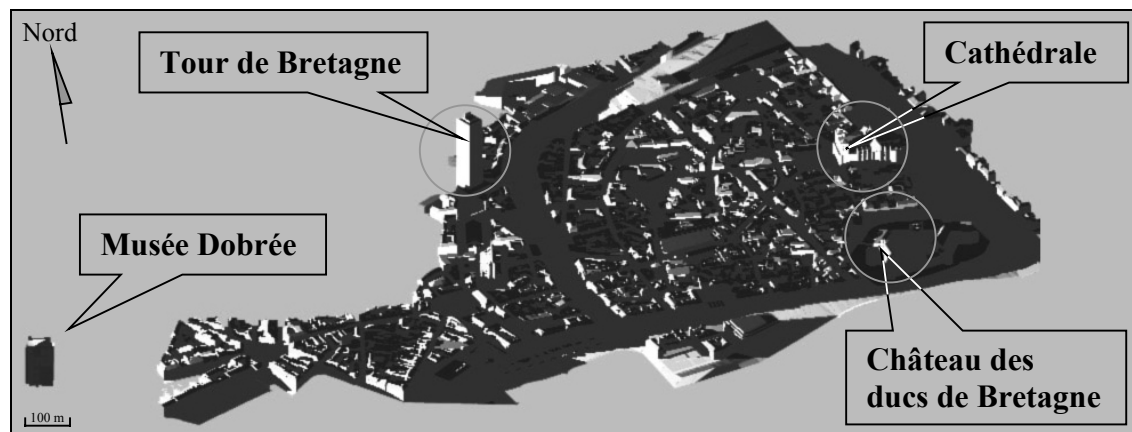 Nord
Tour de Bretagne
Cathédrale
Musée Dobrée
Château des
ducs de Bretagne
100 m